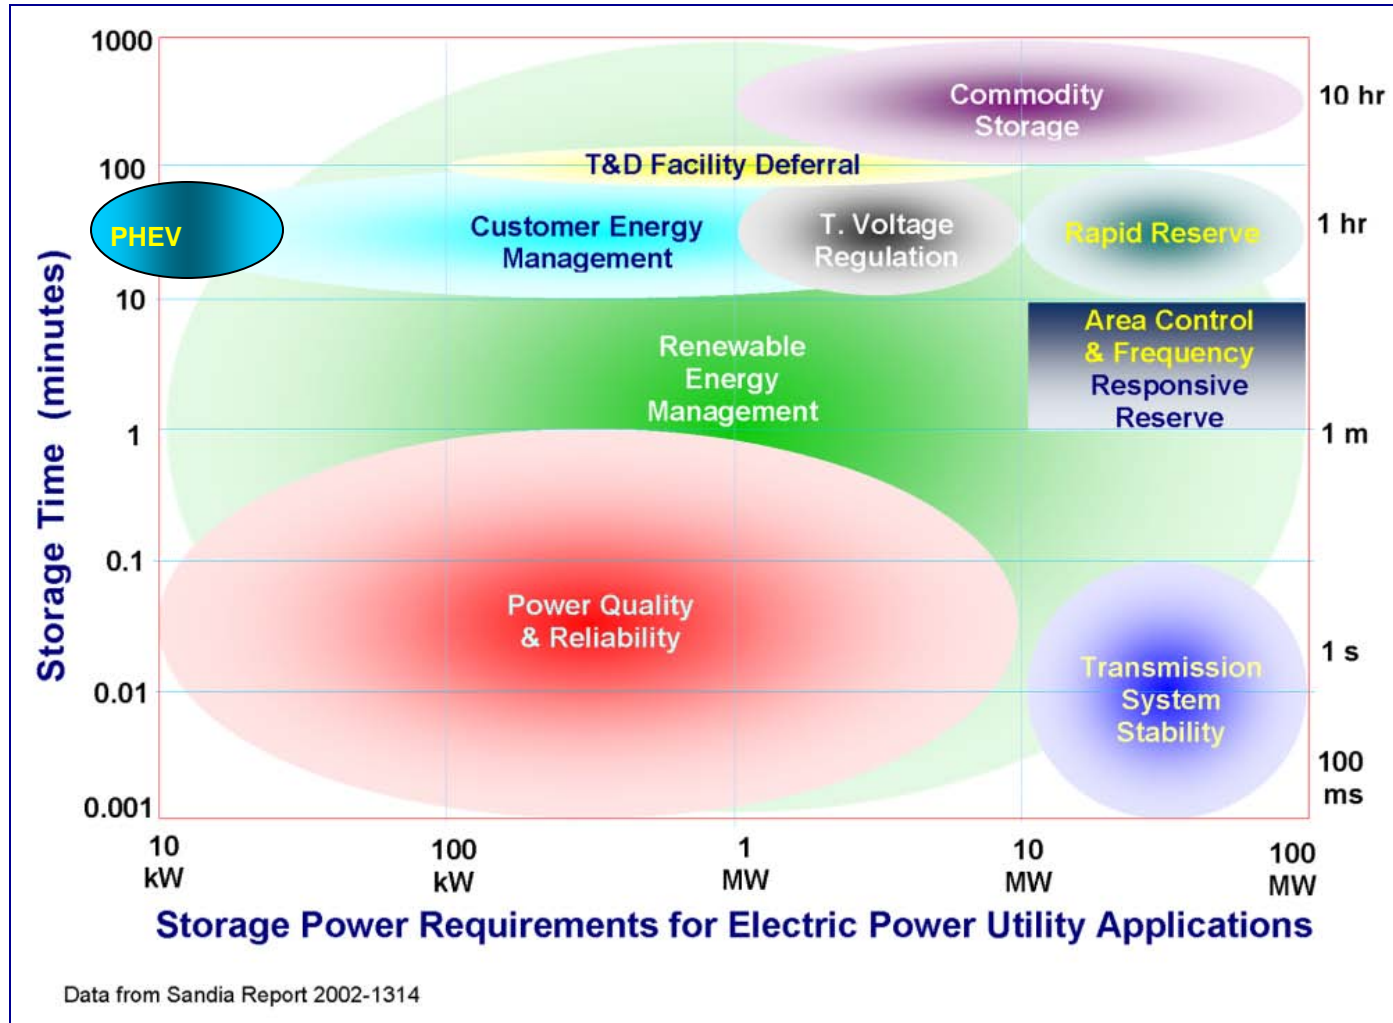 1000
100
10
1
0.1
0.01
0.001
Storage Time (minutes)
Commodity
Storage
T&D Facility Deferral
PHEV
Customer Energy
Management
T. Voltage
Regulation
Rapid Reserve
Area Control
& Frequency
Responsive
Reserve
Renewable
Energy
Management
Power Quality
& Reliability
Transmission
System
Stability
10 hr
1 hr
1 m
1 s
100
ms
10
kW
100
kW
1
MW
10
MW
100
MW
Storage Power Requirements for Electric Power Utility Applications
Data from Sandia Report 2002-1314